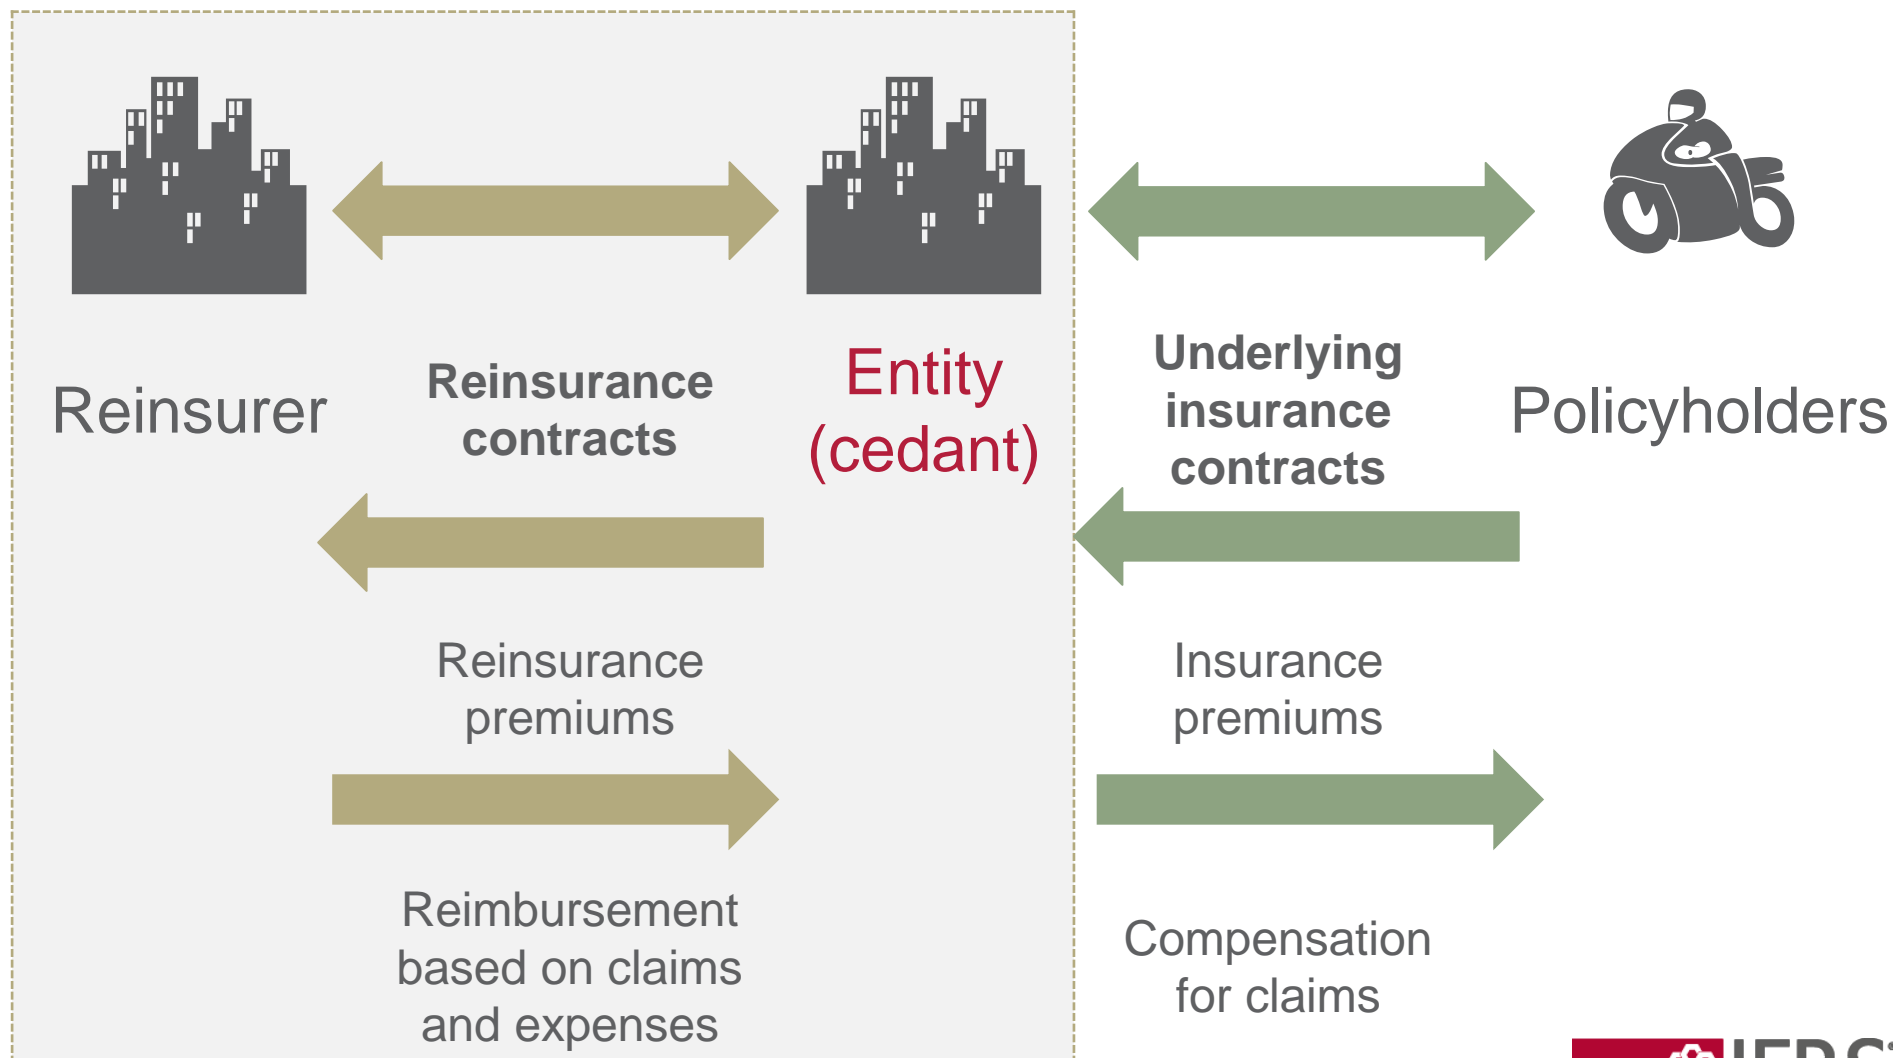 Reinsurer
Reinsurance
contracts
Entity
(cedant)
Underlying
insurance
contracts
Policyholders
Reinsurance
premiums
Insurance
premiums
Reimbursement
based on claims
and expenses
Compensation
for claims
IFRS